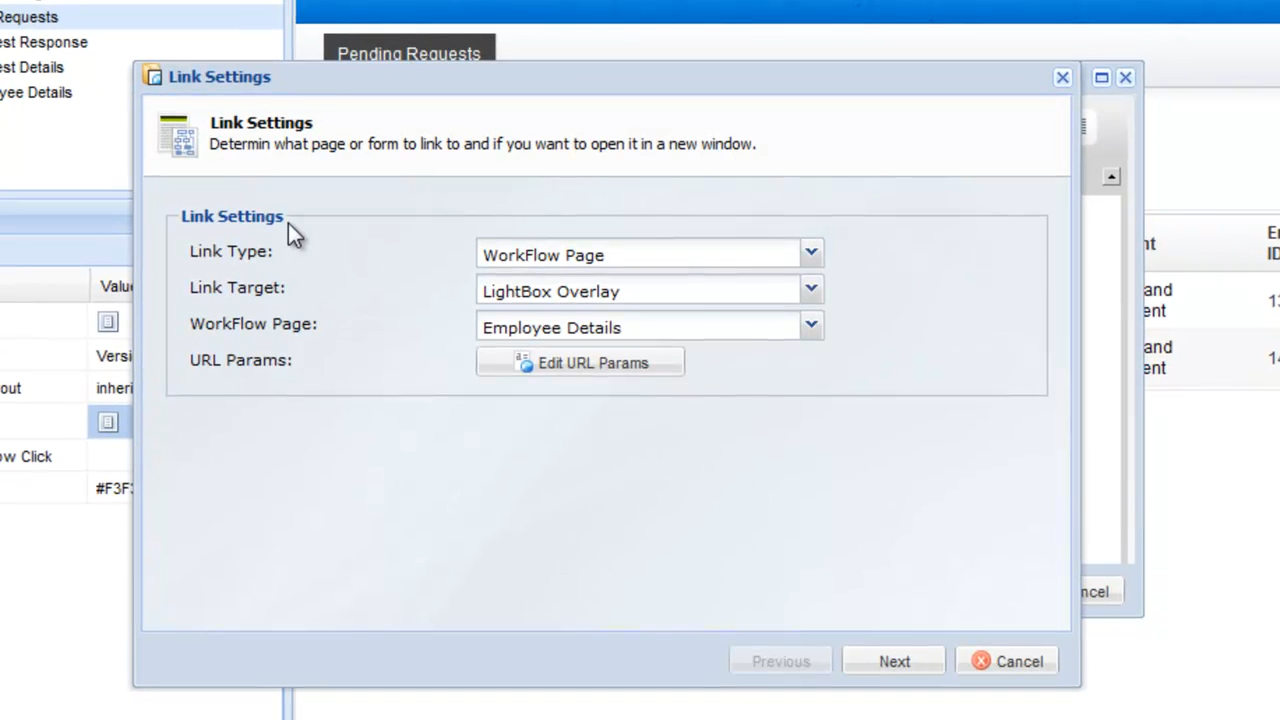 Requests
est Response
est Details
yee Details
Pending Requests
Link Settings
Link Settings
Determin what page or form to link to and if you want to open it in a new window.
Link Settings
Link Type:
WorkFlow Page
Link Target:
LightBox Overlay
WorkFlow Page:
Employee Details
URL Params:
Edit URL Params
Value
Versi
out
inheri
ow Click
#F3F3
nt
E
ID
and
ent
13
and
ent
14
ncel
Previous
Next
Cancel